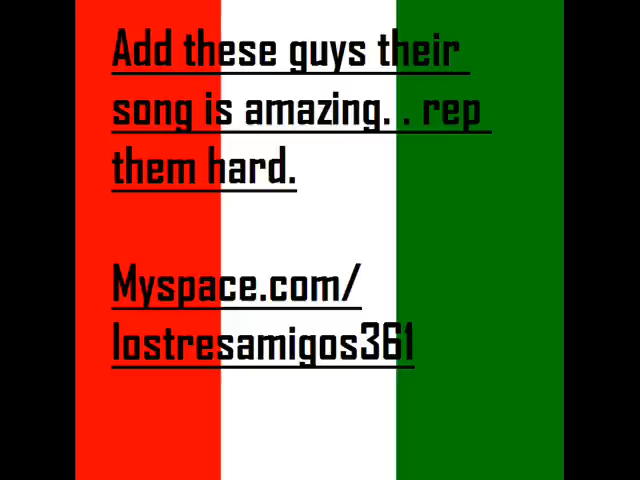 Add these guys their
song is amazing. . rep
them hard.
Myspace.com/
lostresamigos361